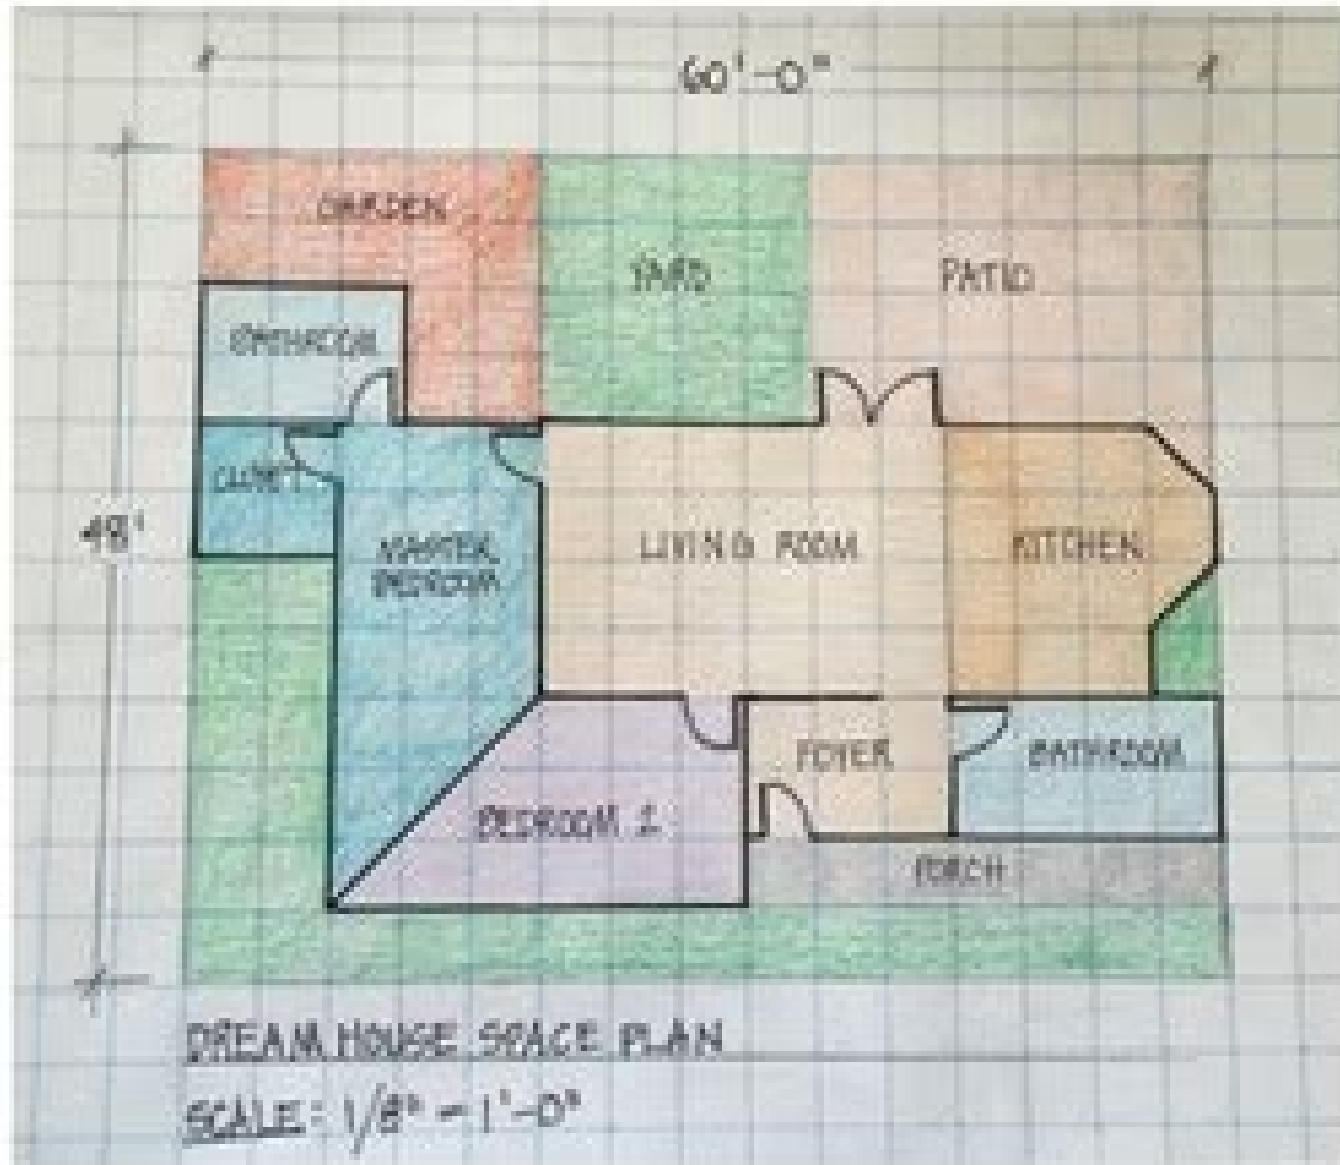 60'-0"
GARDEN
YARD
PATIO
BATHROOM
CLOSET
48'
MASTER
BEDROOM
LIVING ROOM
KITCHEN
FOYER
BATHROOM
BEDROOM 2
PORCH
DREAM HOUSE SPACE PLAN
SCALE: 1/8" = 1'-0"